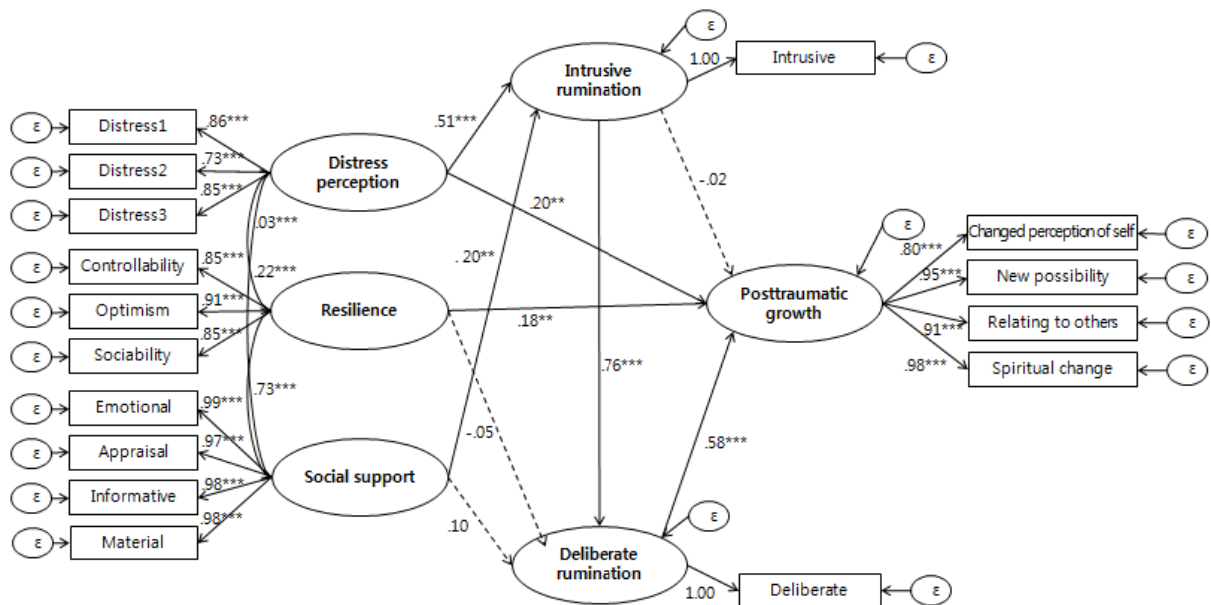 ε
Intrusive
rumination
1.00
Intrusive
ε
ε
Distress1
.86***
ε
Distress2
.73***
ε
Distress3
.85***
Distress
perception
.51***
-.02
.20**
.03***
.22***
.20**
ε
Controllability
.85***
ε
Optimism
.91***
ε
Sociability
.85***
Resilience
.18**
ε
Posttraumatic
growth
.80***
Changed perception of self
ε
.95***
New possibility
ε
.91***
Relating to others
ε
.98***
Spiritual change
ε
.76***
.73***
-.05
.58***
ε
Emotional
.99***
ε
Appraisal
.97***
ε
Informative
.98***
ε
Material
.98***
Social support
.10
ε
Deliberate
rumination
1.00
Deliberate
ε